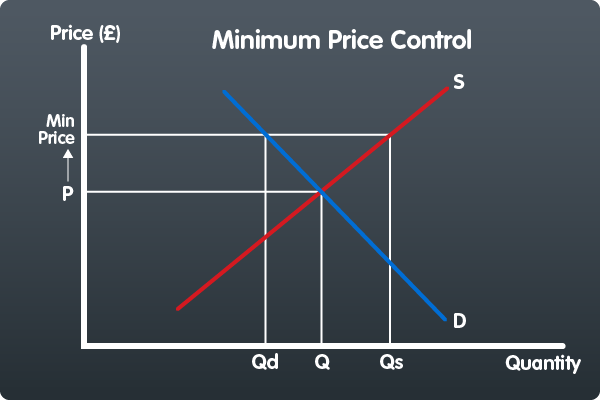 Price (£)
Minimum Price Control
S
Min
Price
P
D
Qd
Q
Qs
Quantity